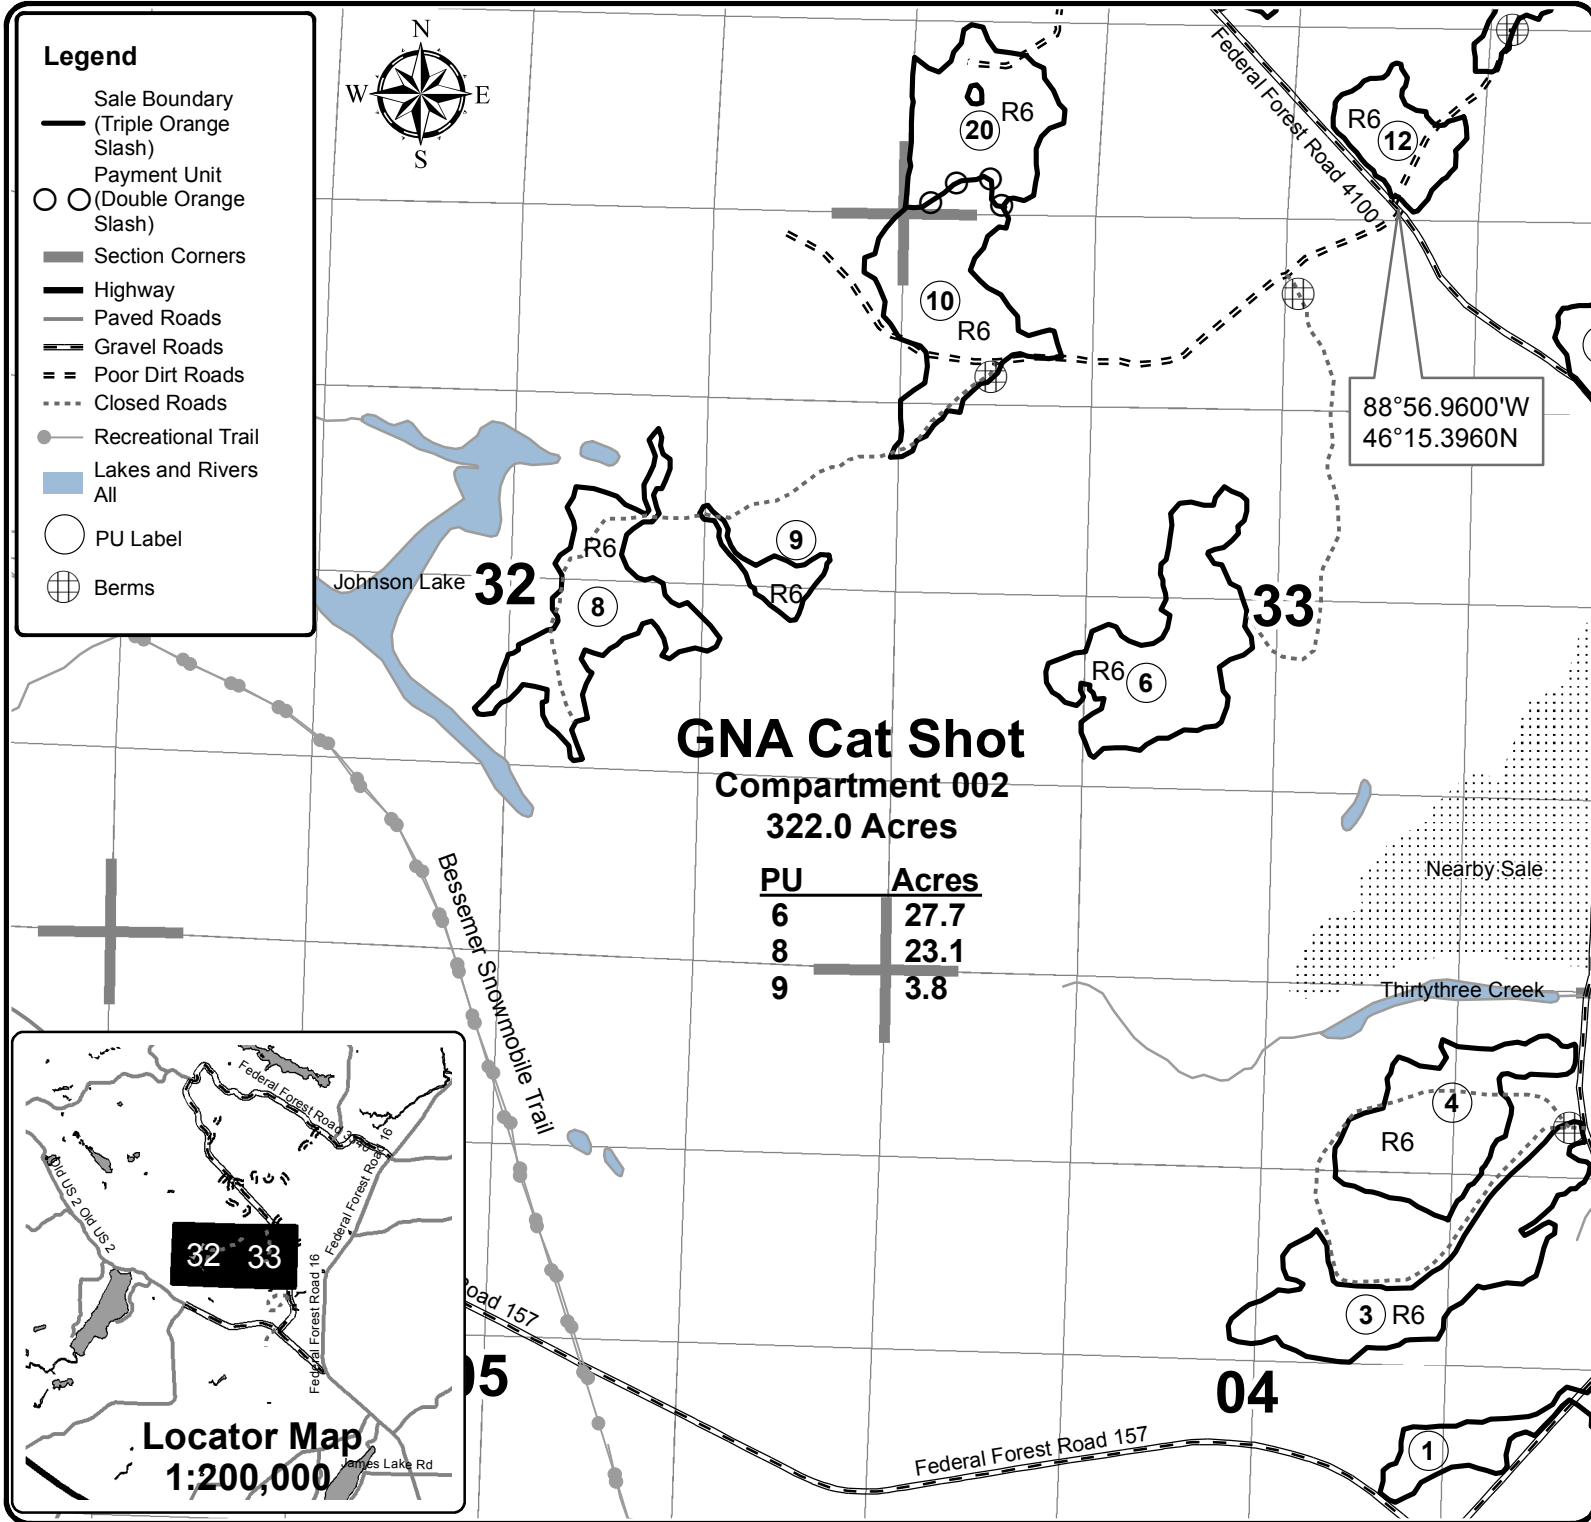 Legend
Sale Boundary
(Triple Orange
Slash)
Payment Unit
(Double Orange
Slash)
Section Corners
Highway
Paved Roads
Gravel Roads
Poor Dirt Roads
Closed Roads
Recreational Trail
Lakes and Rivers
All
PU Label
Berms
N
W E
S
R6
20
Federal Forest Road 4100
R6
12
10
R6
88°56.9600'W
46°15.3960N
R6
9
Johnson Lake
32
8
R6
33
R6
6
GNA Cat Shot
Compartment 002
322.0 Acres
PU Acres
6 27.7
8 23.1
9 3.8
Nearby Sale
Thirtythree Creek
Bessemer Snowmobile Trail
4
R6
3 R6
04
1
Federal Forest Road 157
Road 157
05
Federal Forest Road
Federal Forest Road 16
Old US 2 Old US 2
32 33
Federal Forest Road 16
Locator Map
1:200,000
James Lake Rd